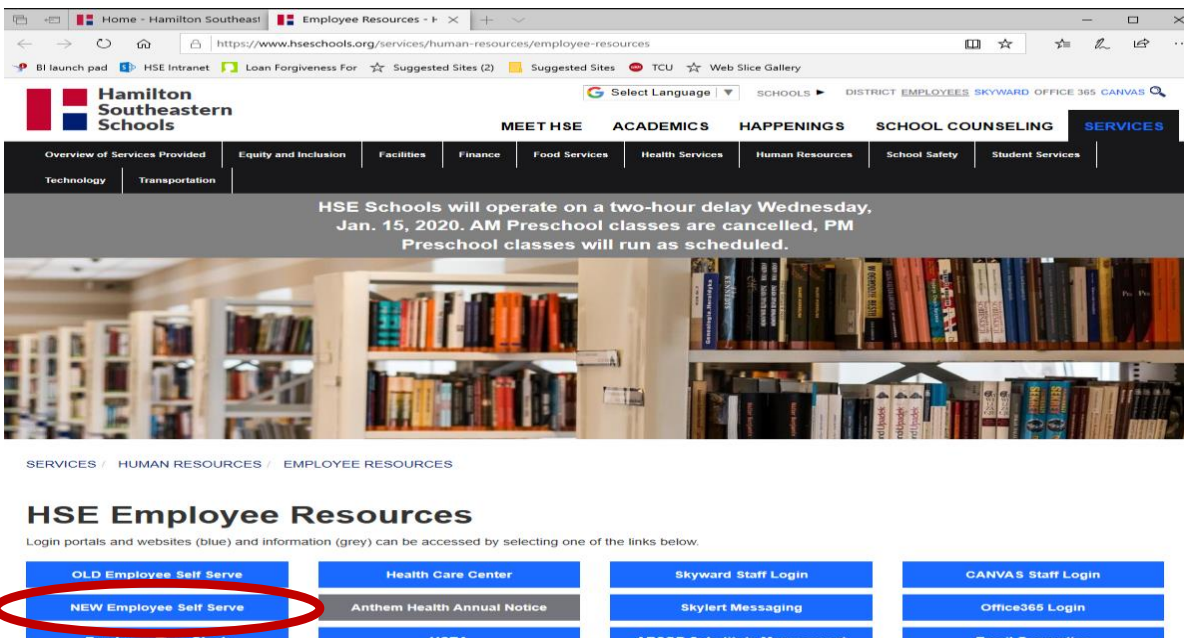 Home - Hamilton Southeast
Employee Resources - H
https://www.hseschools.org/services/human-resources/employee-resources
BI launch pad
HSE Intranet
Loan Forgiveness For
Suggested Sites (2)
Suggested Sites
TCU
Web Slice Gallery
Hamilton
Southeastern
Schools
Select Language ▼
SCHOOLS ►
DISTRICT EMPLOYEES SKYWARD OFFICE 365 CANVAS
MEET HSE ACADEMICS HAPPENINGS SCHOOL COUNSELING SERVICES
Overview of Services Provided Equity and Inclusion Facilities Finance Food Services Health Services Human Resources School Safety Student Services
Technology Transportation
HSE Schools will operate on a two-hour delay Wednesday,
Jan. 15, 2020. AM Preschool classes are cancelled, PM
Preschool classes will run as scheduled.
SERVICES / HUMAN RESOURCES / EMPLOYEE RESOURCES
HSE Employee Resources
Login portals and websites (blue) and information (grey) can be accessed by selecting one of the links below.
OLD Employee Self Serve Health Care Center Skyward Staff Login CANVAS Staff Login
NEW Employee Self Serve Anthem Health Annual Notice Skylert Messaging Office365 Login